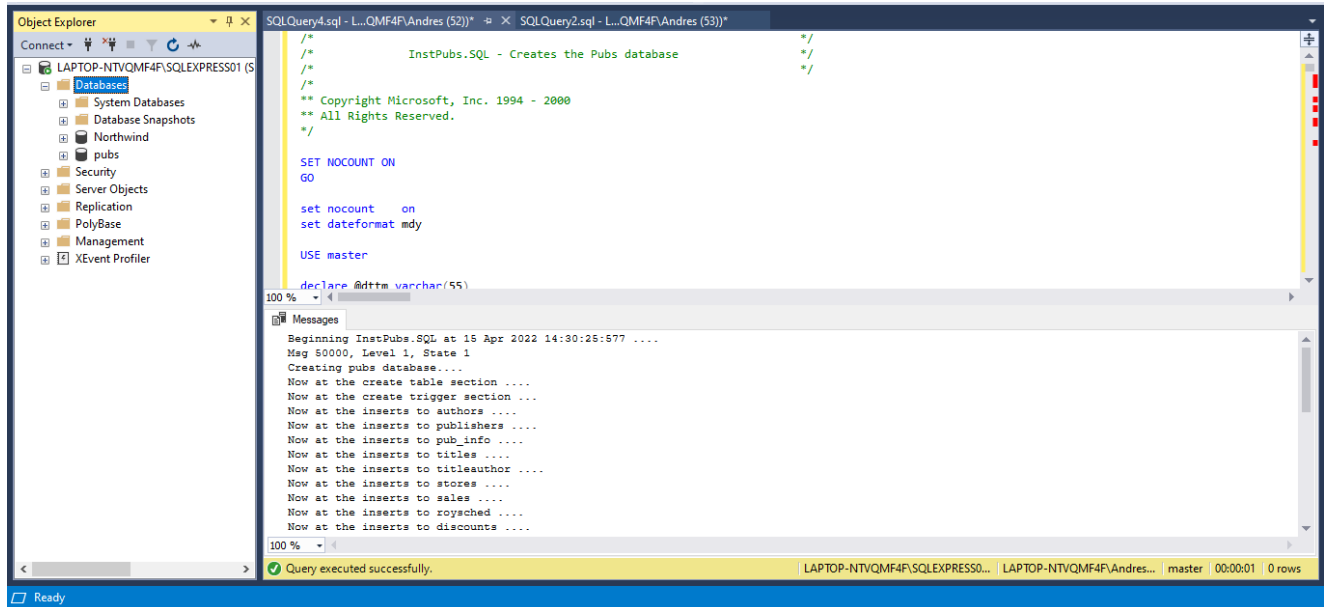 Object Explorer
Connect
LAPTOP-NTVQMF4F\SQLEXPRESS01 (S
Databases
System Databases
Database Snapshots
Northwind
pubs
Security
Server Objects
Replication
PolyBase
Management
XEvent Profiler
SQLQuery4.sql - L...QMF4F\Andres (52))* SQLQuery2.sql - L...QMF4F\Andres (53))*
/* */
/* InstPubs.SQL - Creates the Pubs database */
/* */
/*
** Copyright Microsoft, Inc. 1994 - 2000
** All Rights Reserved.
*/
SET NOCOUNT ON
GO
set nocount on
set dateformat mdy
USE master
declare @dttm varchar(55)
100 %
Messages
Beginning InstPubs.SQL at 15 Apr 2022 14:30:25:577 ....
Msg 50000, Level 1, State 1
Creating pubs database....
Now at the create table section ....
Now at the create trigger section ...
Now at the inserts to authors ....
Now at the inserts to publishers ....
Now at the inserts to pub_info ....
Now at the inserts to titles ....
Now at the inserts to titleauthor ....
Now at the inserts to stores ....
Now at the inserts to sales ....
Now at the inserts to roysched ....
Now at the inserts to discounts ....
100 %
Query executed successfully. LAPTOP-NTVQMF4F\SQLEXPRESS0... LAPTOP-NTVQMF4F\Andres... master 00:00:01 0 rows
Ready